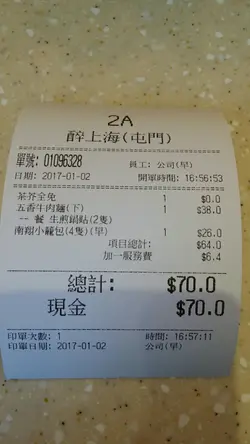 2A
醉上海(屯門)
單號: 01096328 員工: 公司(早)
日期: 2017-01-02 開單時間: 16:56:53
茶芥全免 1 $0.0
五香牛肉麵(下) 1 $38.0
-- 餐 生煎鍋貼(2隻)
南翔小籠包(4隻)(早) 1 $26.0
項目總計: $64.0
加一服務費 $6.4
總計: $70.0
現金 $70.0
印單次數: 1 時間: 16:57:11
印單日期: 2017-01-02 公司(早)